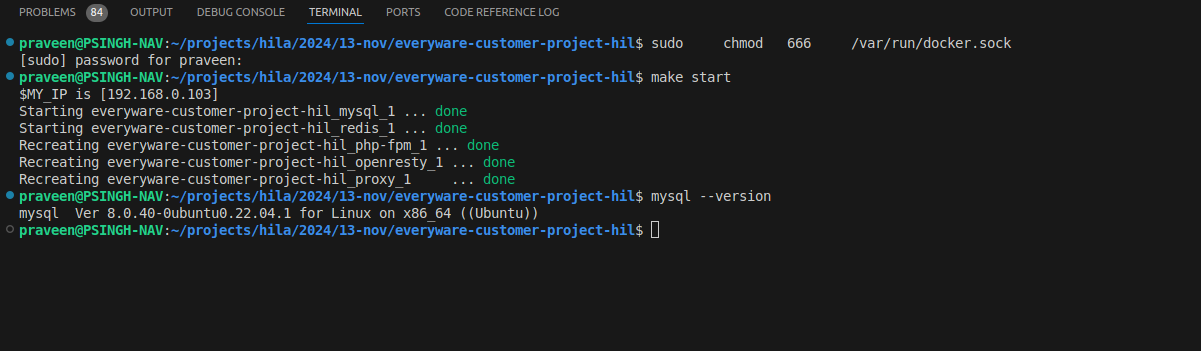 PROBLEMS 84 OUTPUT DEBUG CONSOLE TERMINAL PORTS CODE REFERENCE LOG
praveen@PSINGH-NAV:~/projects/hila/2024/13-nov/everyware-customer-project-hil$ sudo     chmod   666     /var/run/docker.sock
[sudo] password for praveen:
praveen@PSINGH-NAV:~/projects/hila/2024/13-nov/everyware-customer-project-hil$ make start
$MY_IP is [192.168.0.103]
Starting everyware-customer-project-hil_mysql_1 ... done
Starting everyware-customer-project-hil_redis_1 ... done
Recreating everyware-customer-project-hil_php-fpm_1 ... done
Recreating everyware-customer-project-hil_openresty_1 ... done
Recreating everyware-customer-project-hil_proxy_1     ... done
praveen@PSINGH-NAV:~/projects/hila/2024/13-nov/everyware-customer-project-hil$ mysql --version
mysql  Ver 8.0.40-0ubuntu0.22.04.1 for Linux on x86_64 ((Ubuntu))
praveen@PSINGH-NAV:~/projects/hila/2024/13-nov/everyware-customer-project-hil$